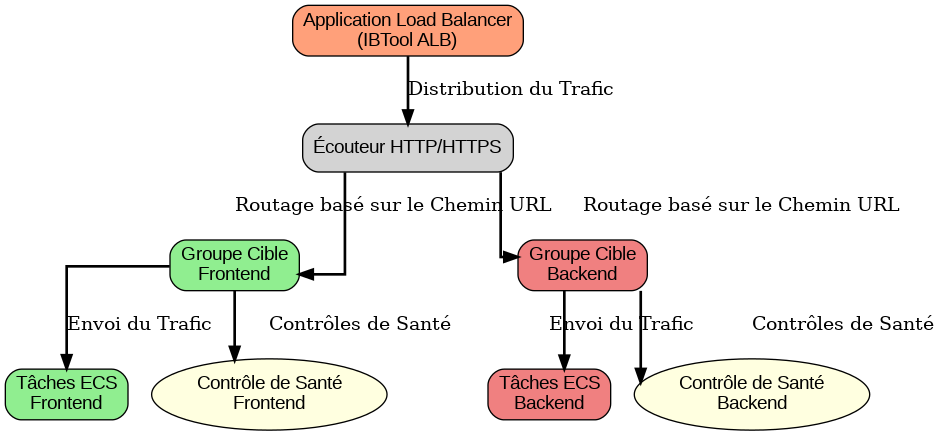 Application Load Balancer
(IBTool ALB)
Distribution du Trafic
Écouteur HTTP/HTTPS
Routage basé sur le Chemin URL
Routage basé sur le Chemin URL
Groupe Cible
Frontend
Groupe Cible
Backend
Envoi du Trafic
Contrôles de Santé
Envoi du Trafic
Contrôles de Santé
Tâches ECS
Frontend
Contrôle de Santé
Frontend
Tâches ECS
Backend
Contrôle de Santé
Backend